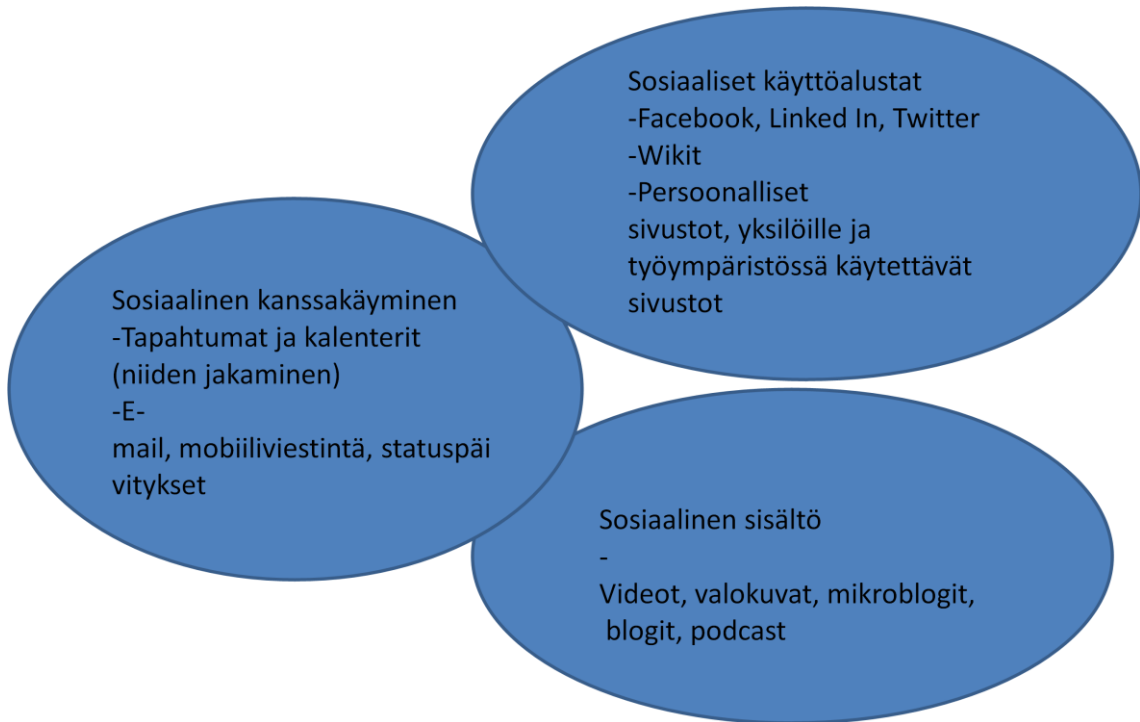 Sosiaaliset käyttöalustat
-Facebook, Linked In, Twitter
-Wikit
-Persoonalliset
sivustot, yksilöille ja
työympäristössä käytettävät
sivustot
Sosiaalinen kanssakäyminen
-Tapahtumat ja kalenterit
(niiden jakaminen)
-E-
mail, mobiiliviestintä, statuspäi
vitykset
Sosiaalinen sisältö
-
Videot, valokuvat, mikroblogit,
blogit, podcast